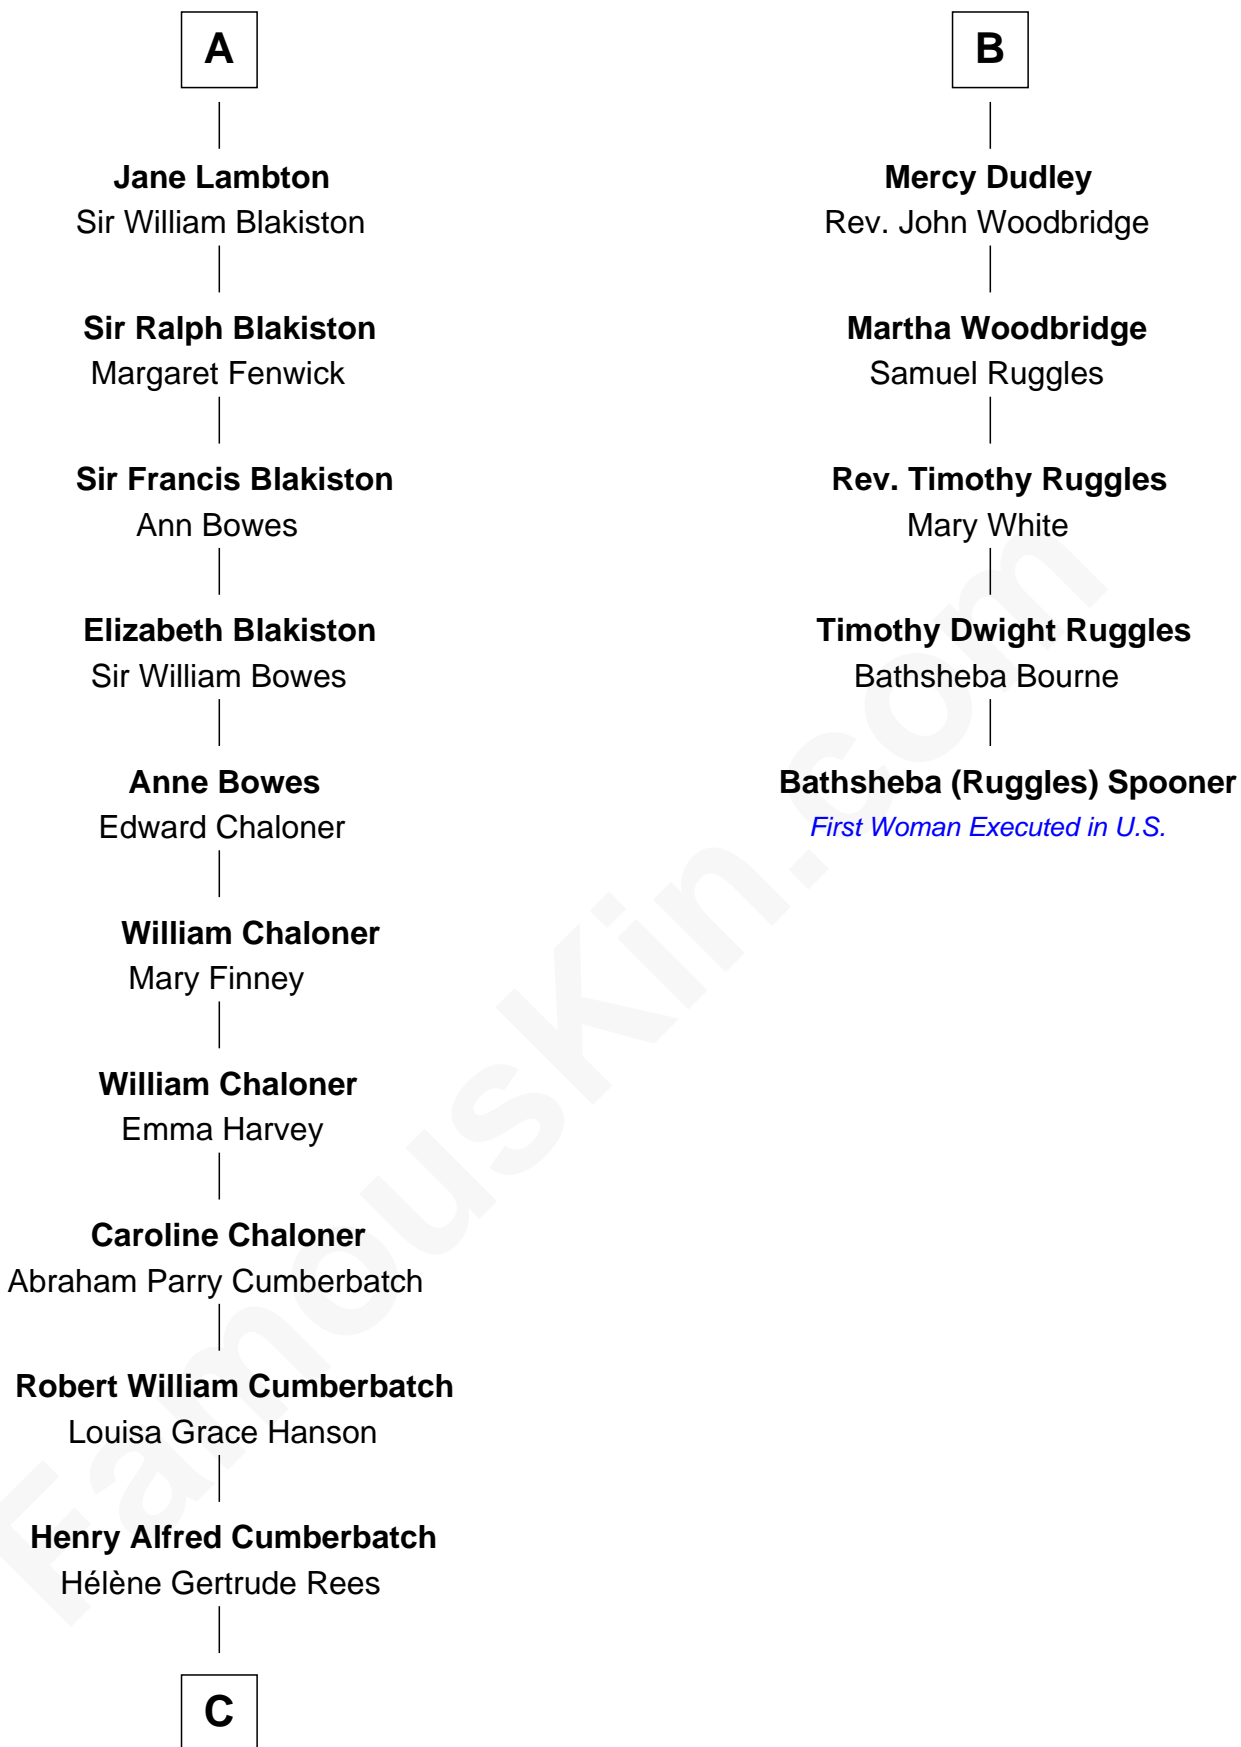 A
Jane Lambton
Sir William Blakiston
Sir Ralph Blakiston
Margaret Fenwick
Sir Francis Blakiston
Ann Bowes
Elizabeth Blakiston
Sir William Bowes
Anne Bowes
Edward Chaloner
William Chaloner
Mary Finney
William Chaloner
Emma Harvey
Caroline Chaloner
Abraham Parry Cumberbatch
Robert William Cumberbatch
Louisa Grace Hanson
Henry Alfred Cumberbatch
Hélène Gertrude Rees
C
B
Mercy Dudley
Rev. John Woodbridge
Martha Woodbridge
Samuel Ruggles
Rev. Timothy Ruggles
Mary White
Timothy Dwight Ruggles
Bathsheba Bourne
Bathsheba (Ruggles) Spooner
First Woman Executed in U.S.
FamousKin.com